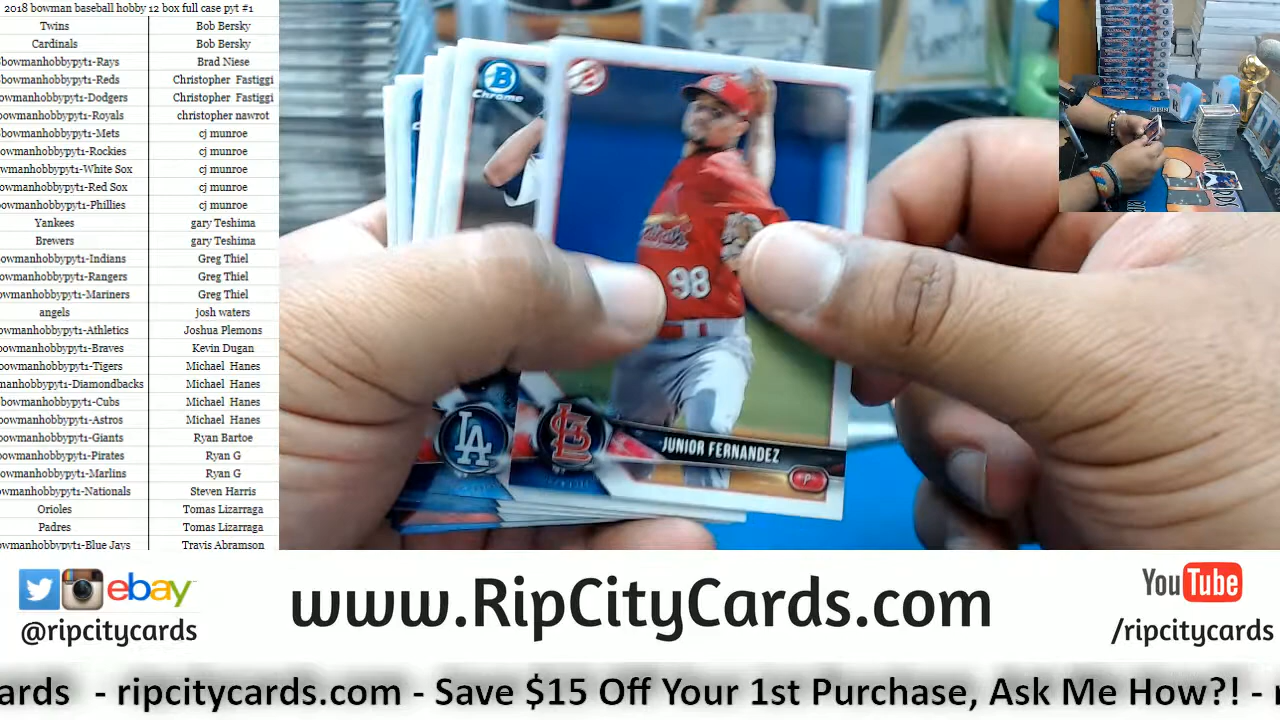 2018 bowman baseball hobby 12 box full case pyt #1
Twins Bob Bersky
Cardinals Bob Bersky
bowmanhobbypyt1-Rays Brad Niese
owmanhobbypyt1-Reds Christopher Fastiggi
owmanhobbypyt1-Dodgers Christopher Fastiggi
owmanhobbypyt1-Royals christopher nawrot
owmanhobbypyt1-Mets cj munroe
owmanhobbypyt1-Rockies cj munroe
wmanhobbypyt1-White Sox cj munroe
wmanhobbypyt1-Red Sox cj munroe
owmanhobbypyt1-Phillies cj munroe
Yankees gary Teshima
Brewers gary Teshima
owmanhobbypyt1-Indians Greg Thiel
owmanhobbypyt1-Rangers Greg Thiel
owmanhobbypyt1-Mariners Greg Thiel
angels josh waters
owmanhobbypyt1-Athletics Joshua Plemons
owmanhobbypyt1-Braves Kevin Dugan
owmanhobbypyt1-Tigers Michael Hanes
manhobbypyt1-Diamondbacks Michael Hanes
bowmanhobbypyt1-Cubs Michael Hanes
owmanhobbypyt1-Astros Michael Hanes
owmanhobbypyt1-Giants Ryan Bartoe
owmanhobbypyt1-Pirates Ryan G
owmanhobbypyt1-Marlins Ryan G
wmanhobbypyt1-Nationals Steven Harris
Orioles Tomas Lizarraga
Padres Tomas Lizarraga
owmanhobbypyt1-Blue Jays Travis Abramson
B
Chrome
Cardinals
98
LA
STL
JUNIOR FERNANDEZ
P
ebay
@ripcitycards
www.RipCityCards.com
YouTube
/ripcitycards
ards - ripcitycards.com - Save $15 Off Your 1st Purchase, Ask Me How?! -